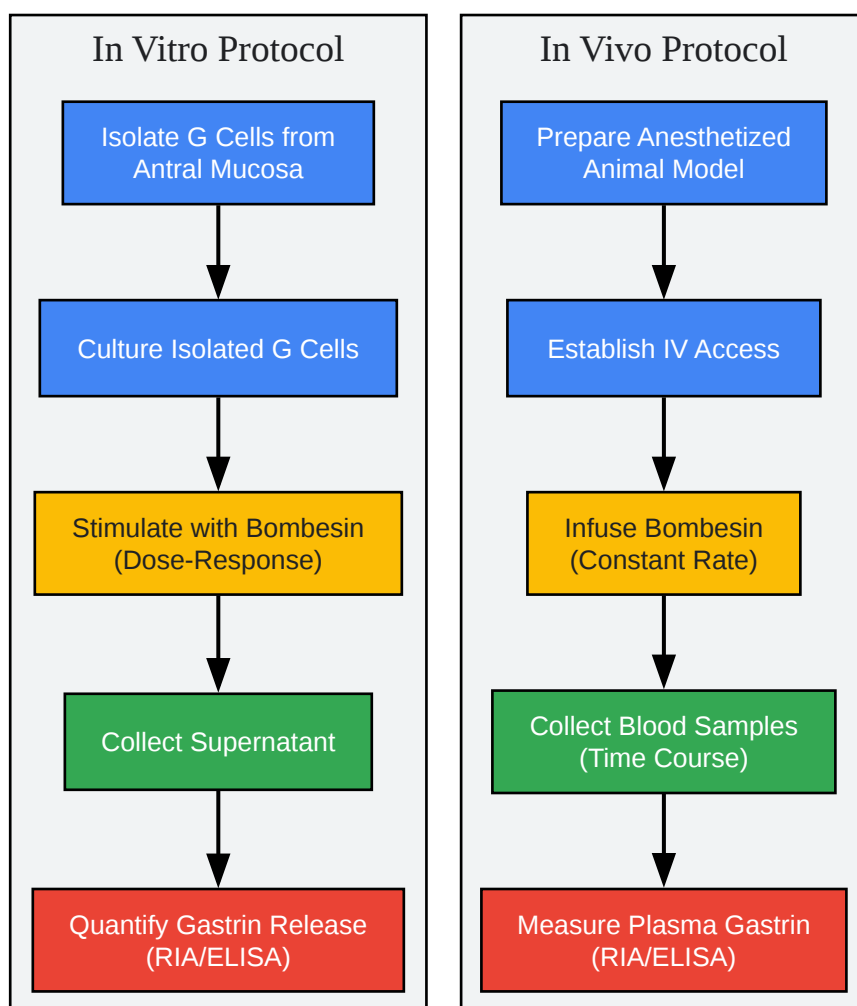 In Vitro Protocol
Isolate G Cells from
Antral Mucosa
Culture Isolated G Cells
Stimulate with Bombesin
(Dose-Response)
Collect Supernatant
Quantify Gastrin Release
(RIA/ELISA)
In Vivo Protocol
Prepare Anesthetized
Animal Model
Establish IV Access
Infuse Bombesin
(Constant Rate)
Collect Blood Samples
(Time Course)
Measure Plasma Gastrin
(RIA/ELISA)